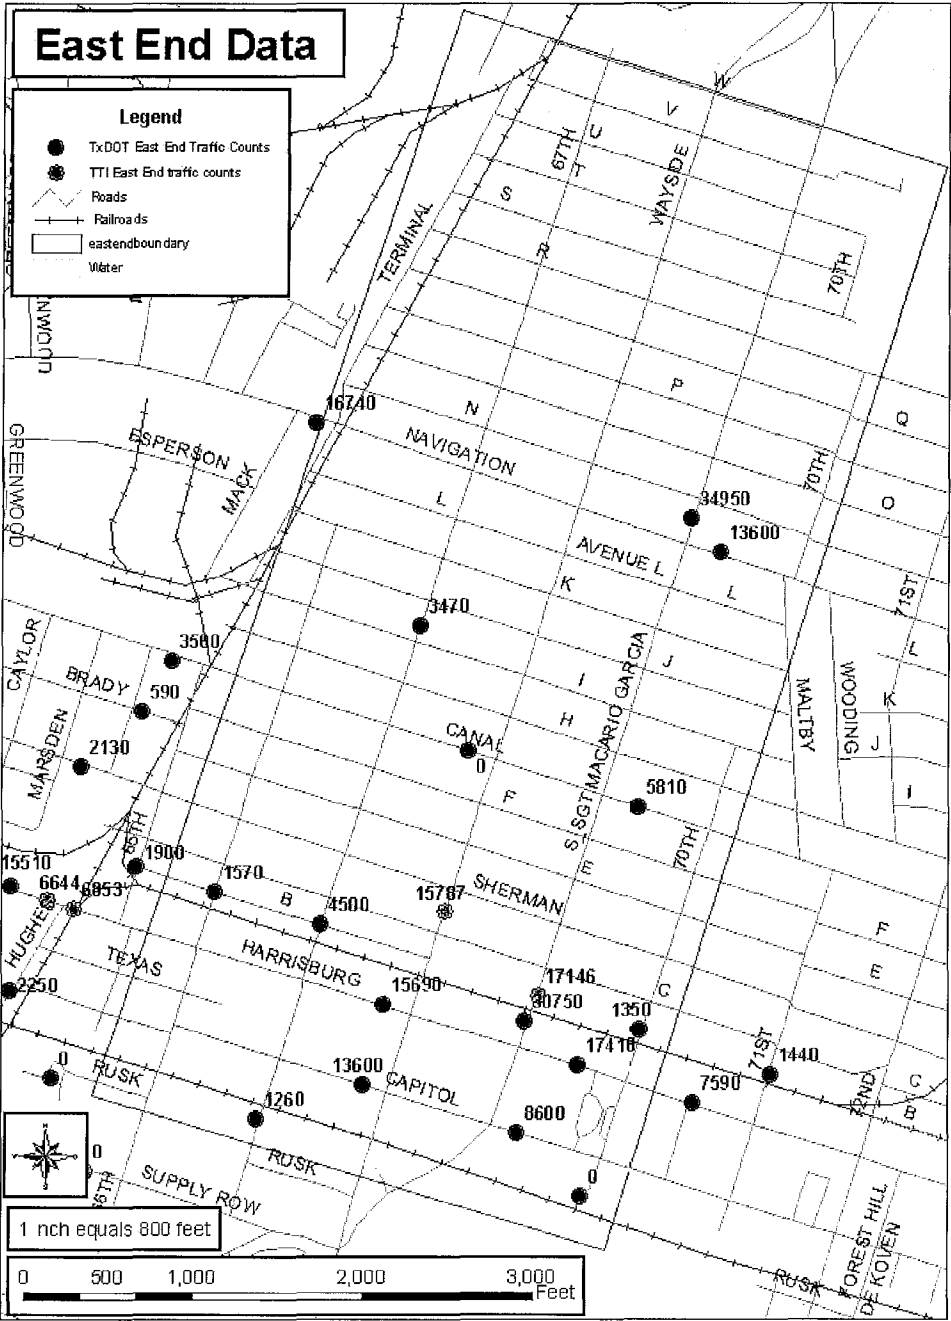 East End Data
Legend
TxDOT East End Traffic Counts
TTI East End traffic counts
Roads
Railroads
eastendboundary
Water
W
V
U
67TH
T
WAYSIDE
S
R
TERMINAL
70TH
NWOOD
P
16740
N
Q
NAVIGATION
ESPERSON
GREENWOOD
MACK
70TH
L
34950
O
13600
AVENUE L
K
L
71ST
3470
3580
CAYLOR
J
L
BRADY
590
I
MALTBY
WOODING
K
H
CANAL
0
MARSDEN
2130
S_SGTMACARIO GARCIA
J
5810
F
I
65TH
70TH
1900
15510
1570
E
6644
6853
B
4500
15787
SHERMAN
HUGHES
F
TEXAS
HARRISBURG
E
2250
15690
17146
C
30750
1350
17410
71ST
1440
0
RUSK
13600
CAPITOL
7590
72ND
C
B
1260
8600
N
0
RUSK
0
SUPPLY ROW
FOREST HILL
DE KOVEN
1 nch equals 800 feet
RUSK
0 500 1,000 2,000 3,000
Feet